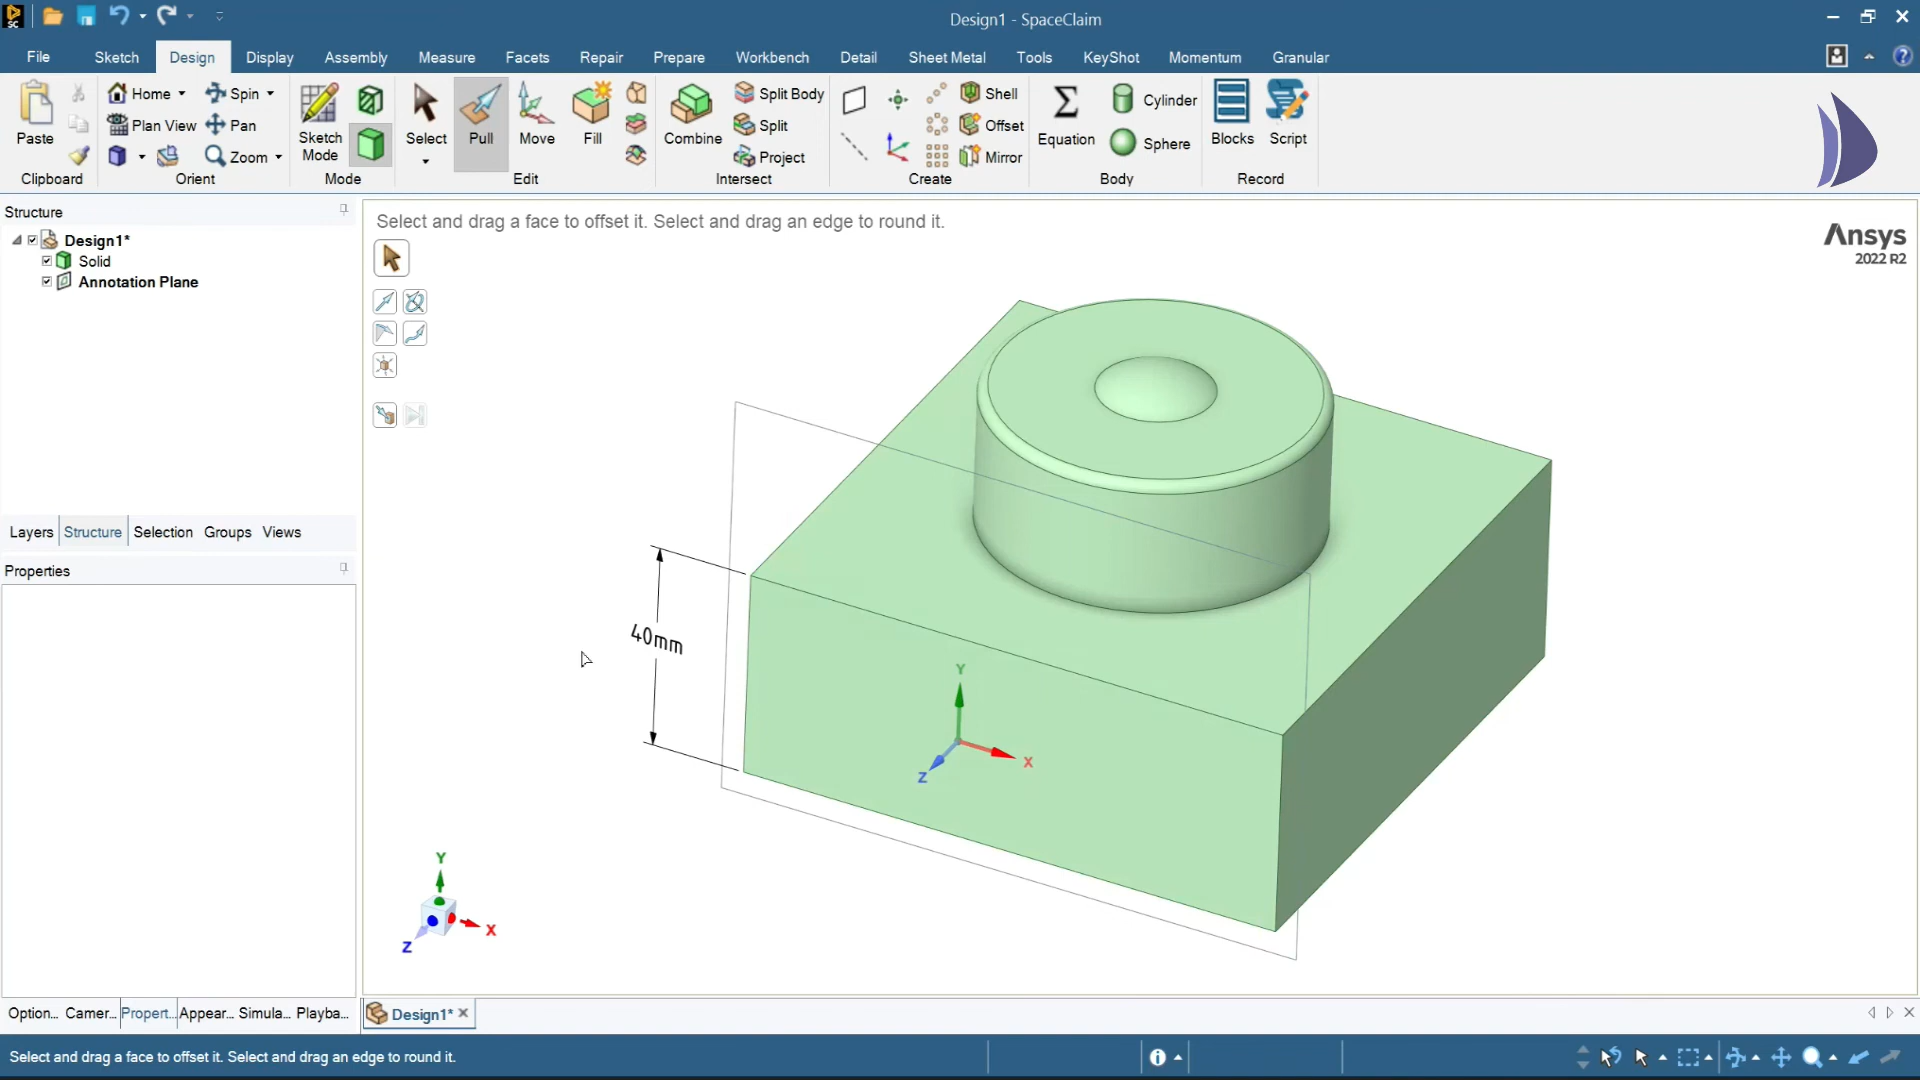 SC
Design1 - SpaceClaim
File Sketch Design Display Assembly Measure Facets Repair Prepare Workbench Detail Sheet Metal Tools KeyShot Momentum Granular
Paste
Clipboard
Home Spin
Plan View Pan
Zoom
Orient
Sketch
Mode
Mode
Select Pull Move Fill
Edit
Combine
Split Body
Split
Project
Intersect
Shell
Offset
Mirror
Create
Equation
Cylinder
Sphere
Body
Blocks Script
Record
Structure
Design1*
Solid
Annotation Plane
Layers Structure Selection Groups Views
Properties
Option... Camer... Propert... Appear... Simula... Playba...
Select and drag a face to offset it. Select and drag an edge to round it.
Ansys
2022 R2
40mm
Y
X
Z
Y
X
Z
Design1*
Select and drag a face to offset it. Select and drag an edge to round it.